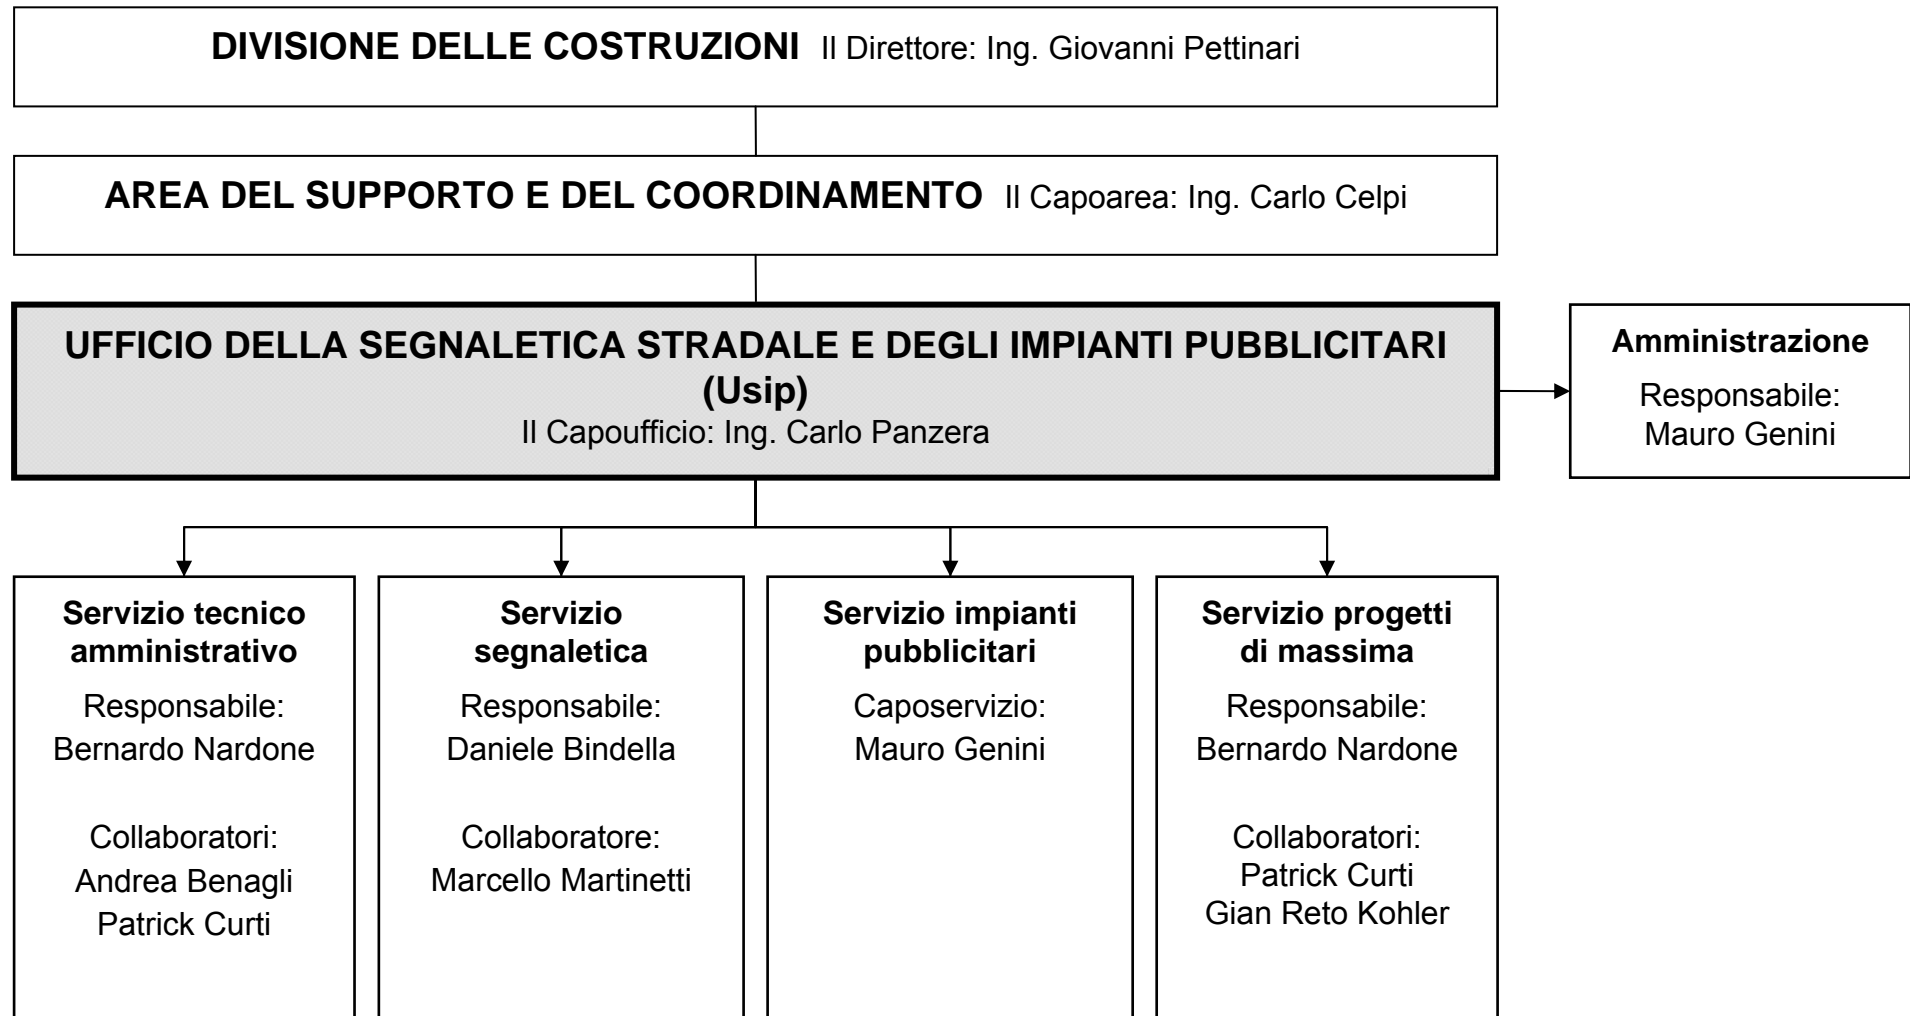 DIVISIONE DELLE COSTRUZIONI Il Direttore: Ing. Giovanni Pettinari
AREA DEL SUPPORTO E DEL COORDINAMENTO Il Capoarea: Ing. Carlo Celpi
UFFICIO DELLA SEGNALETICA STRADALE E DEGLI IMPIANTI PUBBLICITARI
(Usip)
Il Capoufficio: Ing. Carlo Panzera
Amministrazione
Responsabile:
Mauro Genini
Servizio tecnico
amministrativo
Responsabile:
Bernardo Nardone
Collaboratori:
Andrea Benagli
Patrick Curti
Servizio
segnaletica
Responsabile:
Daniele Bindella
Collaboratore:
Marcello Martinetti
Servizio impianti
pubblicitari
Caposervizio:
Mauro Genini
Servizio progetti
di massima
Responsabile:
Bernardo Nardone
Collaboratori:
Patrick Curti
Gian Reto Kohler